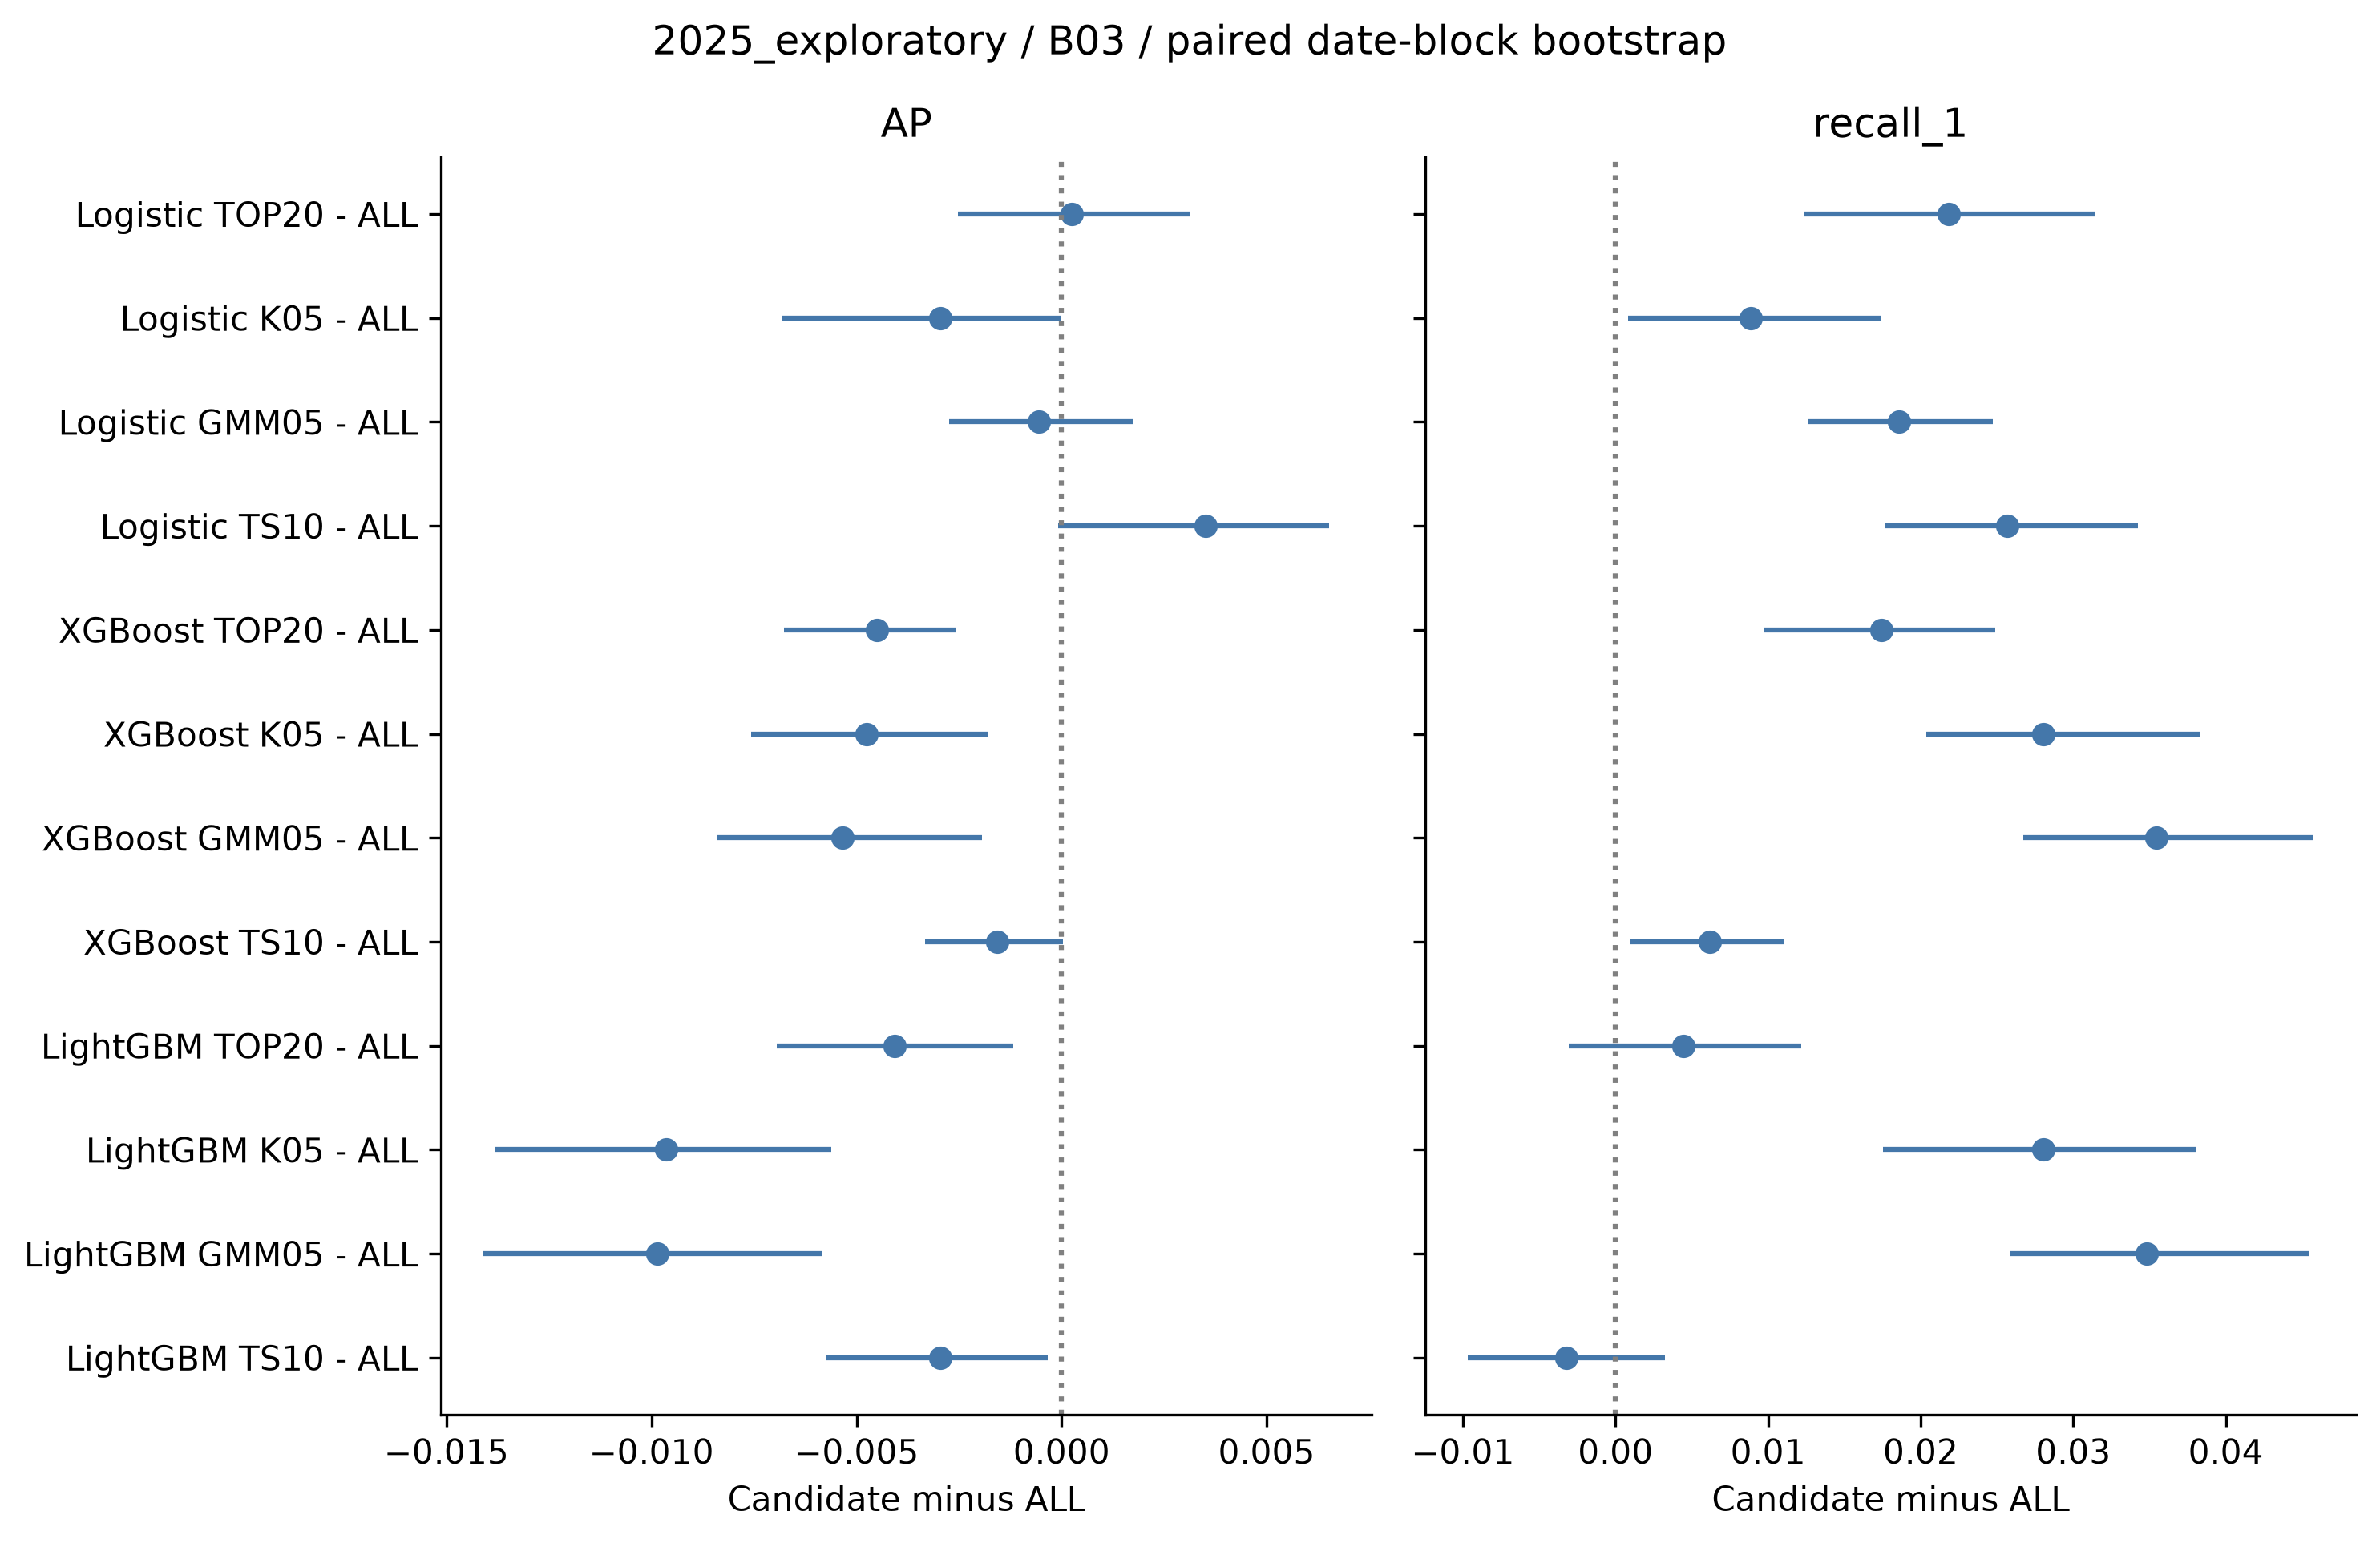 2025_exploratory / B03 / paired date-block bootstrap
AP
recall_1
Logistic TOP20 - ALL
Logistic K05 - ALL
Logistic GMM05 - ALL
Logistic TS10 - ALL
XGBoost TOP20 - ALL
XGBoost K05 - ALL
XGBoost GMM05 - ALL
XGBoost TS10 - ALL
LightGBM TOP20 - ALL
LightGBM K05 - ALL
LightGBM GMM05 - ALL
LightGBM TS10 - ALL
−0.015 −0.010 −0.005 0.000 0.005
Candidate minus ALL
−0.01 0.00 0.01 0.02 0.03 0.04
Candidate minus ALL